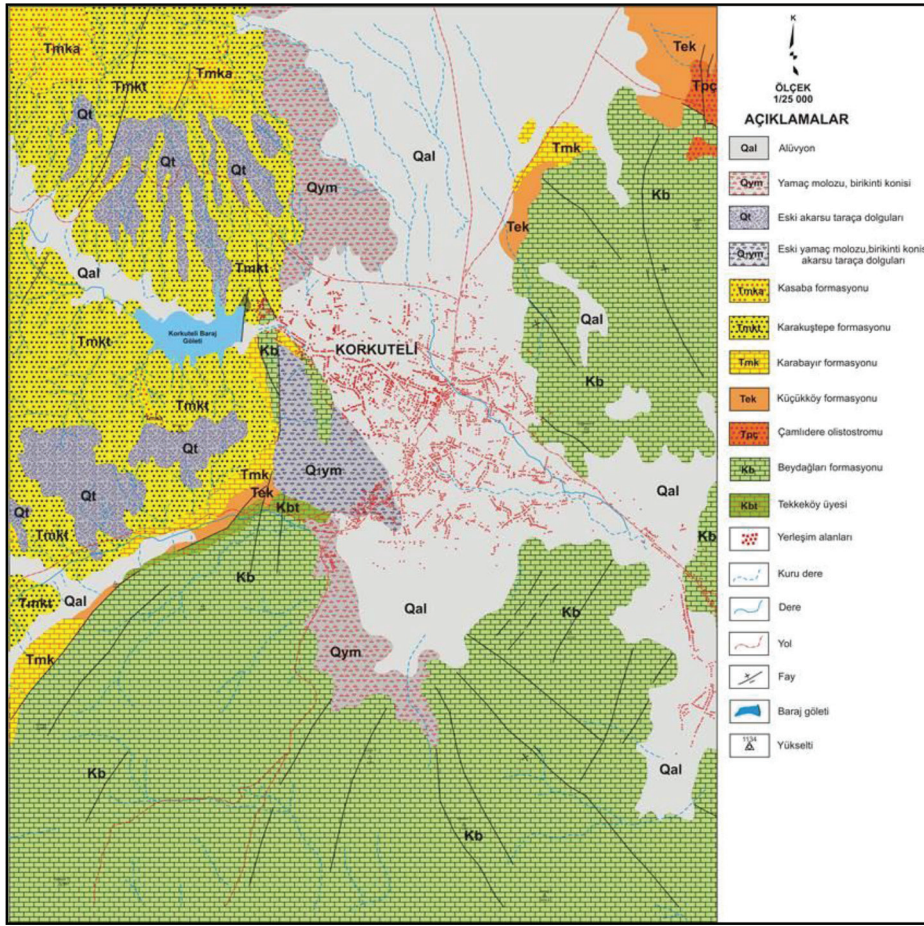 Tmka
Tmkt
Tmka
Qt
Qt
Qt
Qym
Qal
Tek
Tpç
Tmk
Kb
Tek
Qal
Tmkt
Qal
Korkuteli Baraj
Göleti
Tmkt
Kb
KORKUTELİ
Kb
Tmkt
Qt
Qt
Qt
Tmk
Tek
Qıym
Kbt
Tmkt
Qal
Kb
Kb
Tmkt
Qal
Qal
Kb
Tmk
Qym
Kb
Kb
Qal
K
ÖLÇEK
1/25 000
AÇIKLAMALAR
Qal Alüvyon
Qym Yamaç molozu, birikinti konisi
Qt Eski akarsu taraça dolguları
Qıym Eski yamaç molozu,birikinti konis
akarsu taraça dolguları
Tmka Kasaba formasyonu
Tmkt Karakuştepe formasyonu
Tmk Karabayır formasyonu
Tek Küçükköy formasyonu
Tpç Çamlıdere olistostromu
Kb Beydağları formasyonu
Kbt Tekkeköy üyesi
Yerleşim alanları
Kuru dere
Dere
Yol
Fay
Baraj göleti
1134 Yükselti